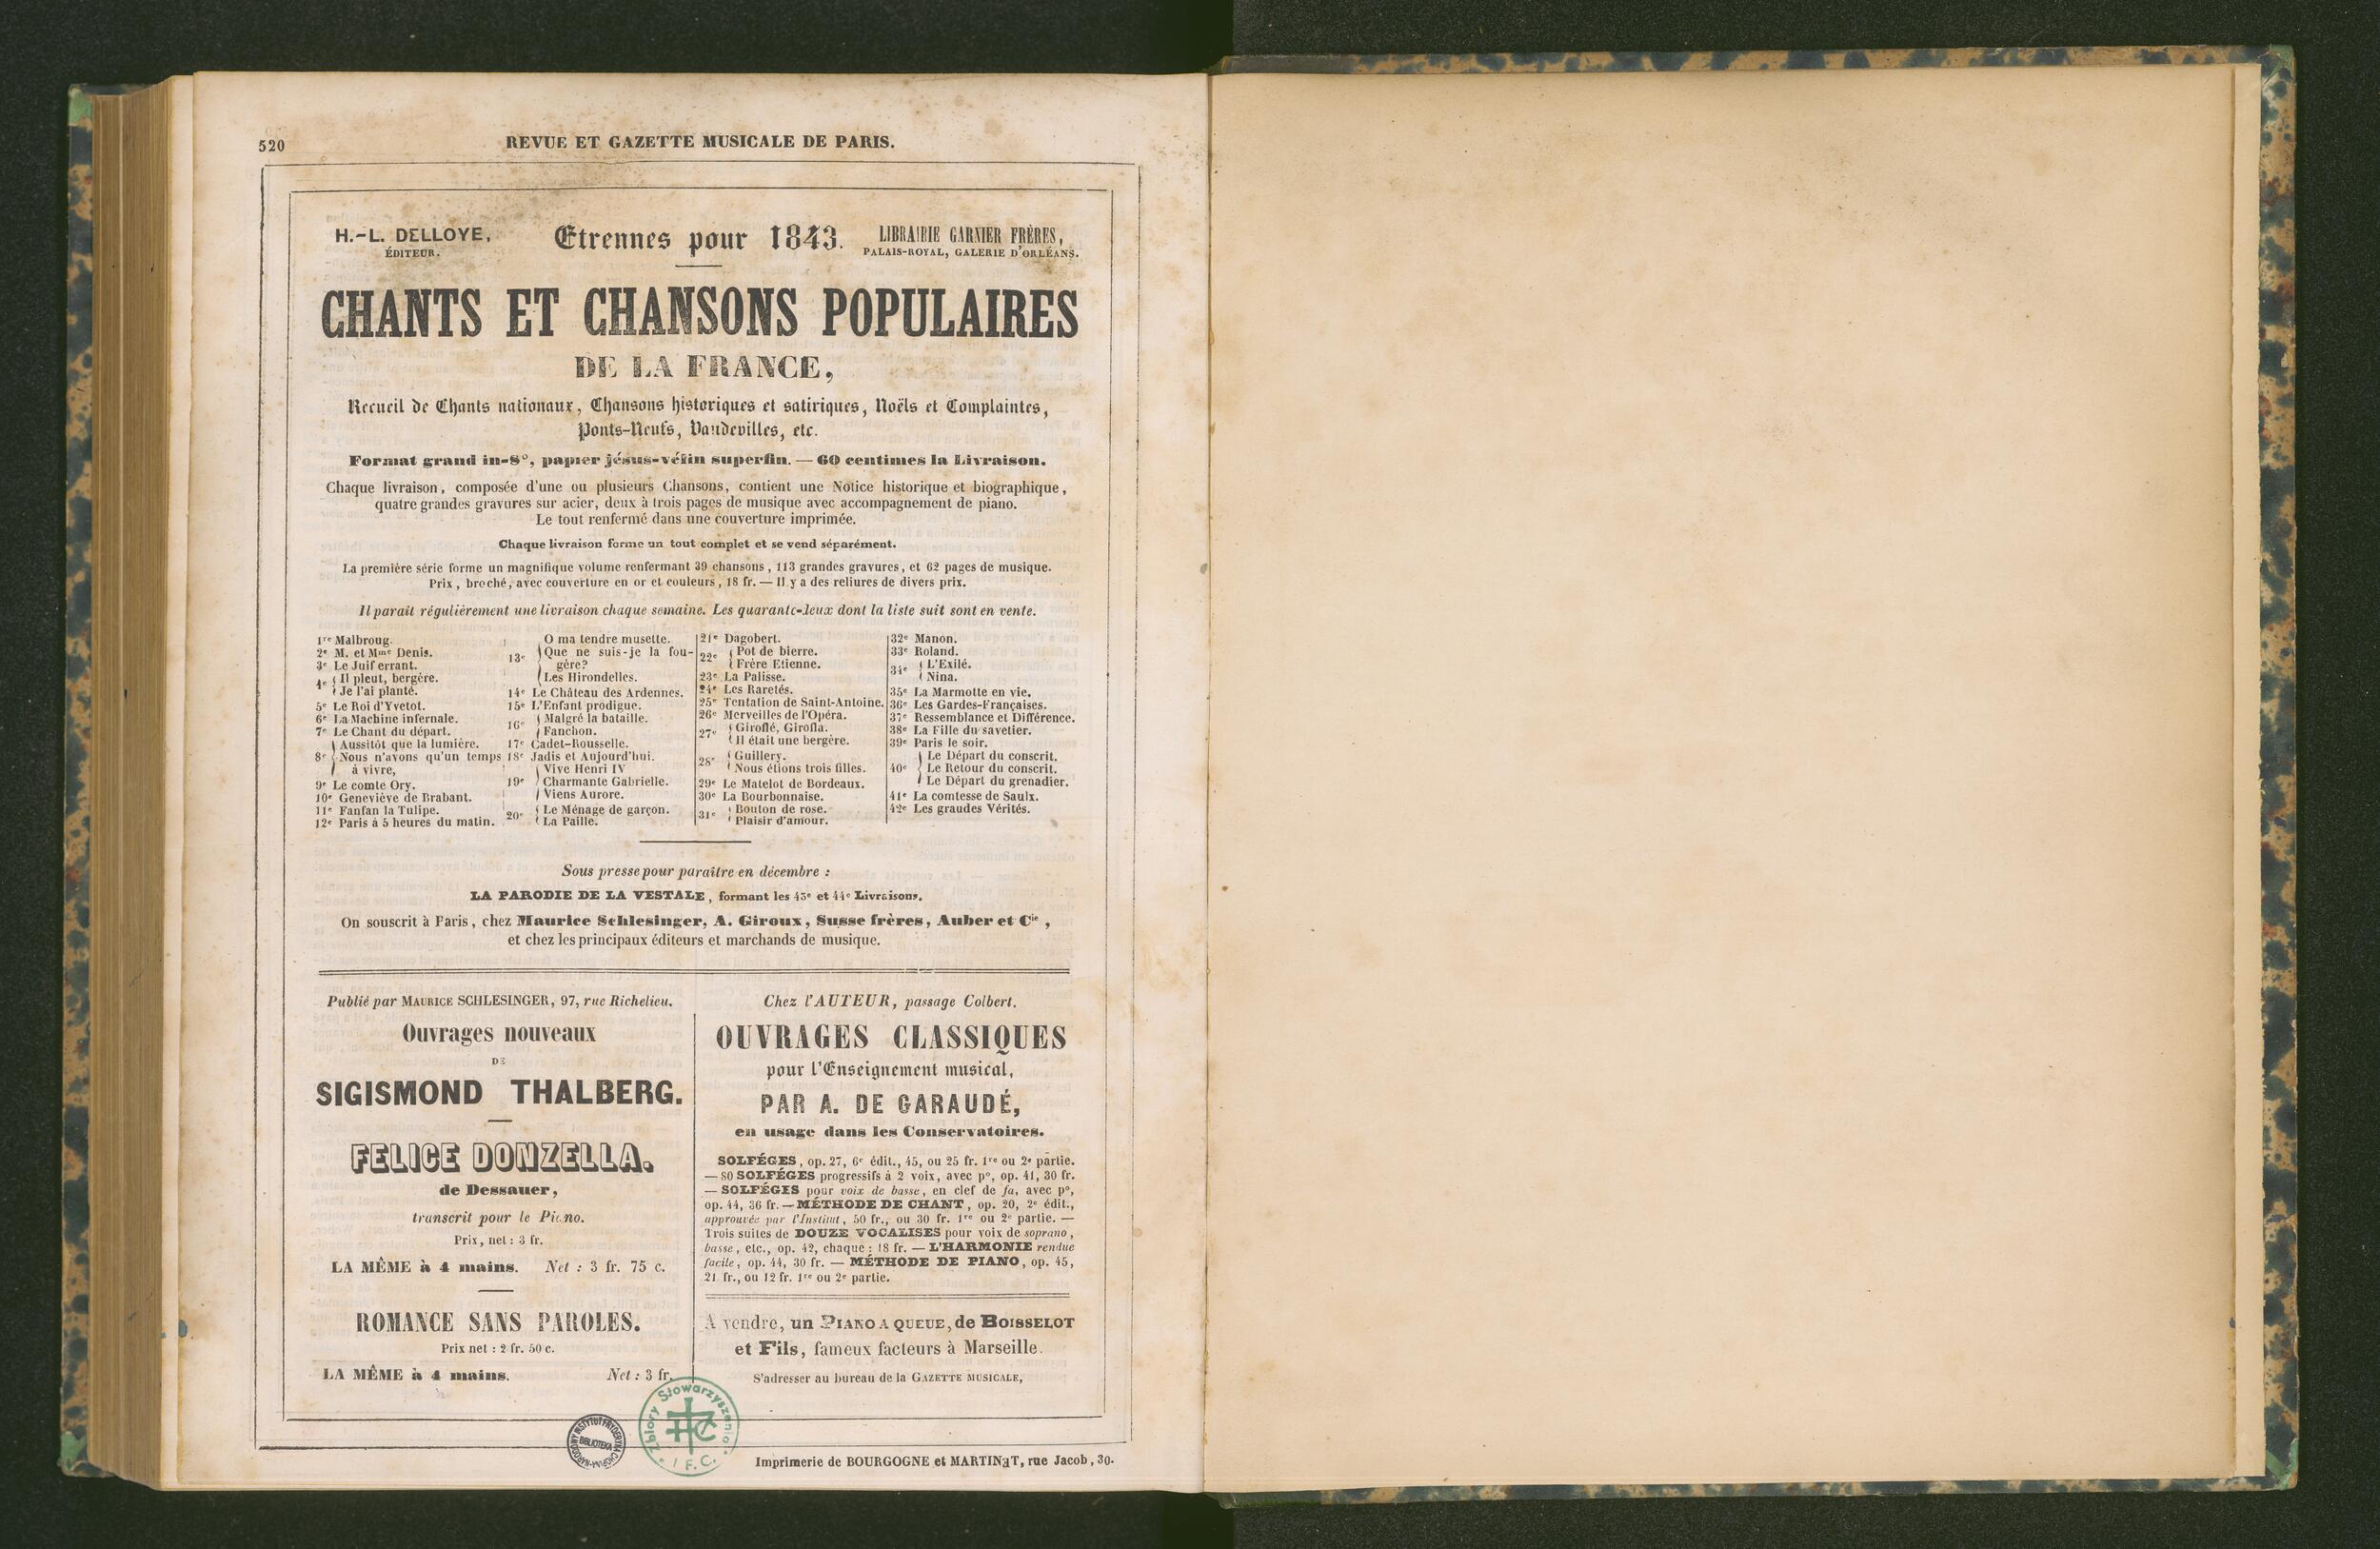 520
REVUE ET GAZETTE MUSICALE DE PARIS.
H.-L. DELLOYE,
ÉDITEUR.
Etrennes pour 1843.
LIBRAIRIE GARNIER FRÈRES,
PALAIS-ROYAL, GALERIE D'ORLÉANS.
CHANTS ET CHANSONS POPULAIRES
DE LA FRANCE,
Recueil de Chants nationaux, Chansons historiques et satiriques, Noëls et Complaintes,
Ponts-Neufs, Vaudevilles, etc.
Format grand in-8°, papier jésus-vélin superfin. — 60 centimes la Livraison.
Chaque livraison, composée d'une ou plusieurs Chansons, contient une Notice historique et biographique,
quatre grandes gravures sur acier, deux à trois pages de musique avec accompagnement de piano.
Le tout renfermé dans une couverture imprimée.
Chaque livraison forme un tout complet et se vend séparément.
La première série forme un magnifique volume renfermant 39 chansons, 113 grandes gravures, et 62 pages de musique.
Prix, broché, avec couverture en or et couleurs, 18 fr. — Il y a des reliures de divers prix.
Il parait régulièrement une livraison chaque semaine. Les quarante-deux dont la liste suit sont en vente.
1re Malbroug.
2e M. et Mme Denis.
3e Le Juif errant.
4e { Il pleut, bergère.
{ Je l'ai planté.
5e Le Roi d'Yvetot.
6e La Machine infernale.
7e Le Chant du départ.
{ Aussitôt que la lumière.
8e { Nous n'avons qu'un temps
{ à vivre,
9e Le comte Ory.
10e Geneviève de Brabant.
11e Fanfan la Tulipe.
12e Paris à 5 heures du matin.
O ma tendre musette.
13e { Que ne suis-je la fou-
gère?
{ Les Hirondelles.
14e Le Château des Ardennes.
15e L'Enfant prodigue.
16e { Malgré la bataille.
{ Fanchon.
17e Cadet-Rousselle.
18e Jadis et Aujourd'hui.
{ Vive Henri IV
19e { Charmante Gabrielle.
{ Viens Aurore.
20e { Le Ménage de garçon.
{ La Paille.
21e Dagobert.
22e { Pot de bierre.
{ Frère Etienne.
23e La Palisse.
24e Les Raretés.
25e Tentation de Saint-Antoine.
26e Merveilles de l'Opéra.
27e { Giroflé, Girofla.
{ Il était une bergère.
28e { Guillery.
{ Nous étions trois filles.
29e Le Matelot de Bordeaux.
30e La Bourbonnaise.
31e { Bouton de rose.
{ Plaisir d'amour.
32e Manon.
33e Roland.
34e { L'Exilé.
{ Nina.
35e La Marmotte en vie.
36e Les Gardes-Françaises.
37e Ressemblance et Différence.
38e La Fille du savetier.
39e Paris le soir.
{ Le Départ du conscrit.
40e { Le Retour du conscrit.
{ Le Départ du grenadier.
41e La comtesse de Saulx.
42e Les graudes Vérités.
Sous presse pour paraître en décembre :
LA PARODIE DE LA VESTALE, formant les 43e et 44e Livraisons.
On souscrit à Paris, chez Maurice Schlesinger, A. Giroux, Susse frères, Auber et Cie,
et chez les principaux éditeurs et marchands de musique.
Publié par MAURICE SCHLESINGER, 97, rue Richelieu.
Ouvrages nouveaux
DE
SIGISMOND THALBERG.
FELICE DONZELLA.
de Dessauer,
transcrit pour le Piano.
Prix, net : 3 fr.
LA MÊME à 4 mains. Net : 3 fr. 75 c.
ROMANCE SANS PAROLES.
Prix net : 2 fr. 50 c.
LA MÊME à 4 mains. Net : 3 fr.
Chez l'AUTEUR, passage Colbert.
OUVRAGES CLASSIQUES
pour l'Enseignement musical,
PAR A. DE GARAUDÉ,
en usage dans les Conservatoires.
SOLFÉGES, op. 27, 6e édit., 45, ou 25 fr. 1re ou 2e partie.
— 80 SOLFÉGES progressifs à 2 voix, avec p°, op. 41, 30 fr.
— SOLFÉGES pour voix de basse, en clef de fa, avec p°,
op. 44, 36 fr. — MÉTHODE DE CHANT, op. 20, 2e édit.,
approuvée par l'Institut, 50 fr., ou 30 fr. 1re ou 2e partie. —
Trois suites de DOUZE VOCALISES pour voix de soprano,
basse, etc., op. 42, chaque : 18 fr. — L'HARMONIE rendue
facile, op. 44, 30 fr. — MÉTHODE DE PIANO, op. 45,
21 fr., ou 12 fr. 1re ou 2e partie.
A vendre, un PIANO A QUEUE, de BOISSELOT
et Fils, fameux facteurs à Marseille.
S'adresser au bureau de la GAZETTE MUSICALE,
NARODOWY INSTYTUT FRYDERYKA CHOPINA
BIBLIOTEKA
Zbiory Stowarzyszenia
I F. C.
Imprimerie de BOURGOGNE et MARTINET, rue Jacob, 30.